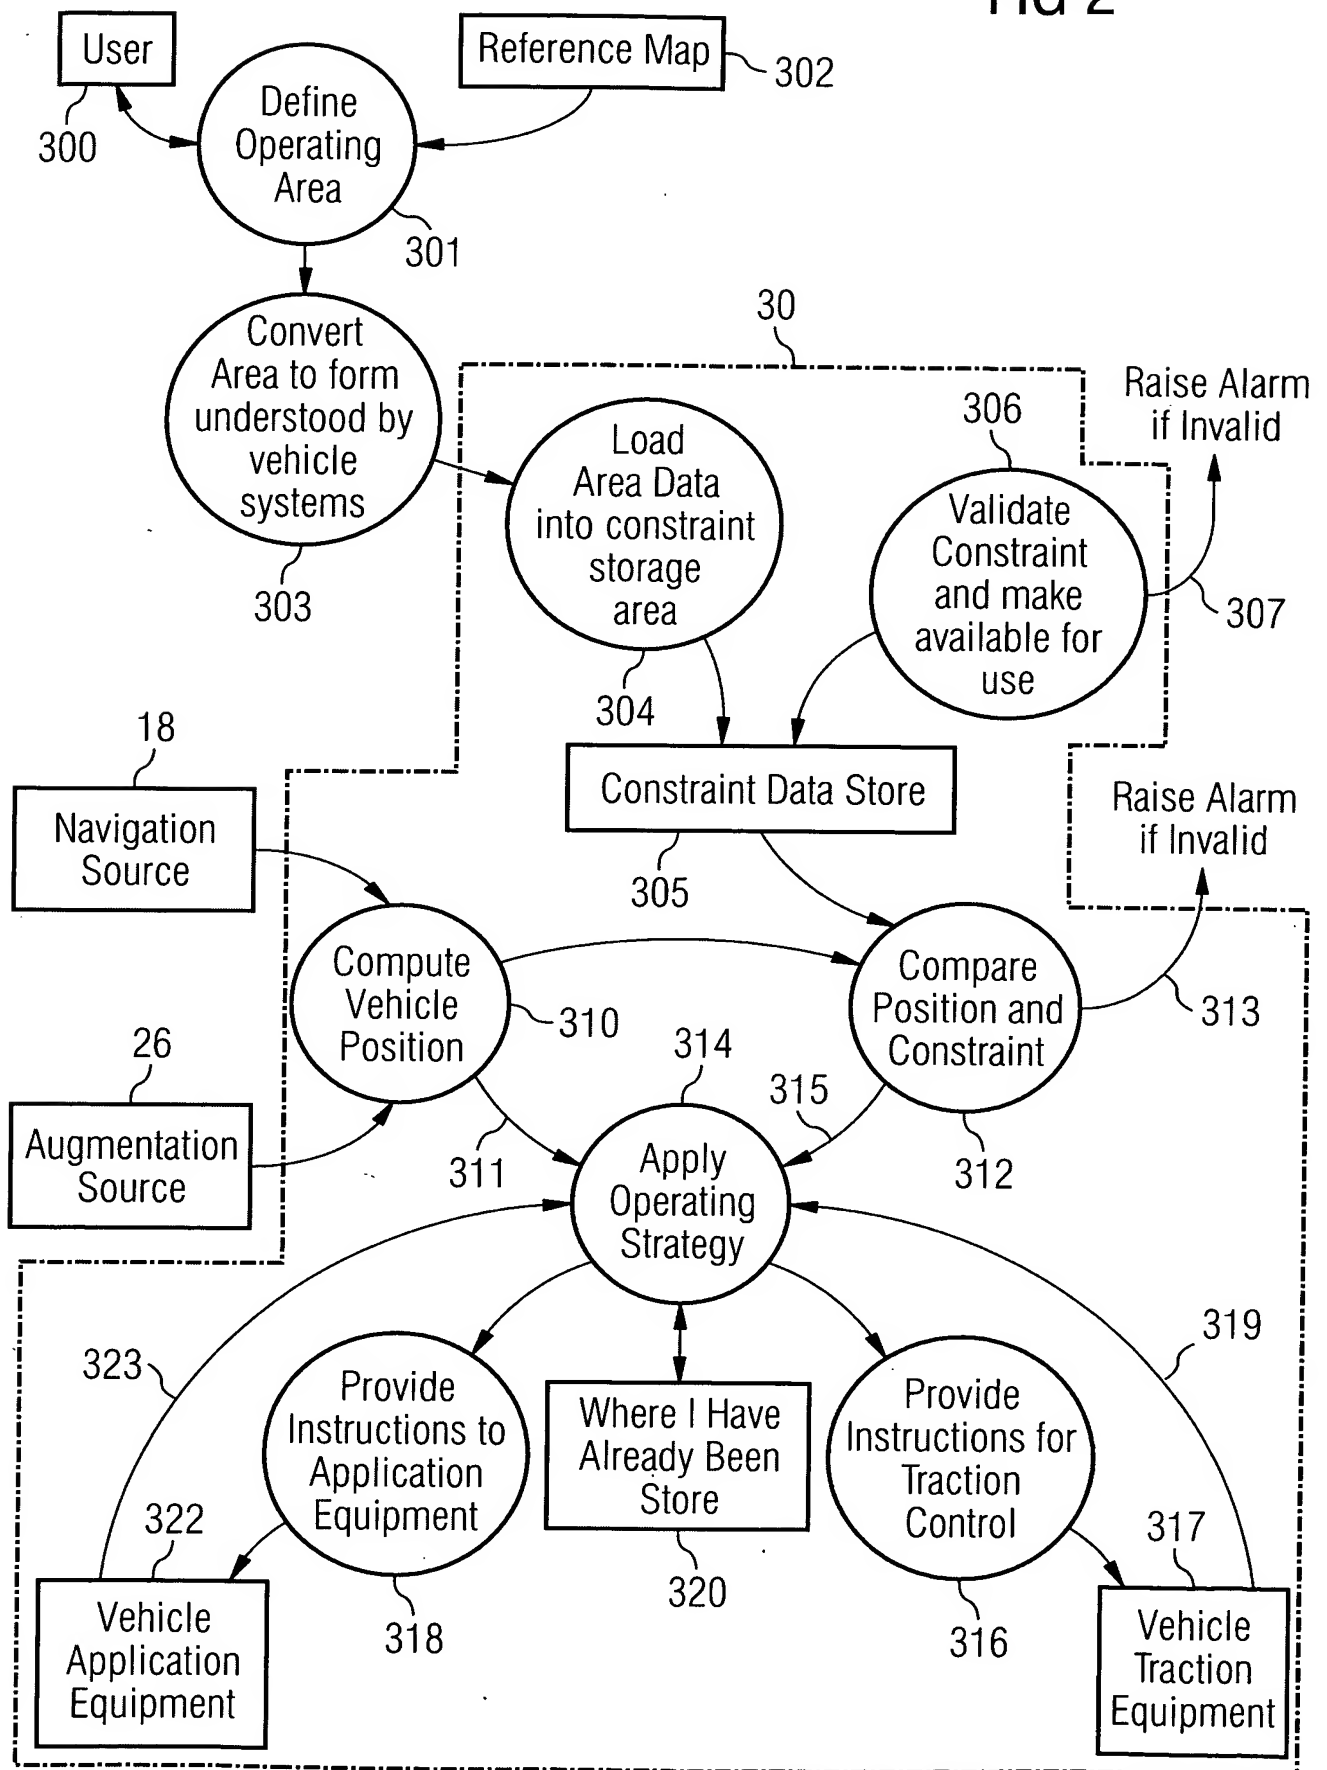 FIG 2
User
Reference Map
302
300
Define
Operating
Area
301
Convert
Area to form
understood by
vehicle
systems
303
30
Load
Area Data
into constraint
storage
area
304
306
Validate
Constraint
and make
available for
use
Raise Alarm
if Invalid
307
18
Navigation
Source
Constraint Data Store
305
Raise Alarm
if Invalid
Compute
Vehicle
Position
310
Compare
Position and
Constraint
313
26
Augmentation
Source
311
314
315
312
Apply
Operating
Strategy
323
319
Provide
Instructions to
Application
Equipment
318
Where I Have
Already Been
Store
320
Provide
Instructions for
Traction
Control
316
322
Vehicle
Application
Equipment
317
Vehicle
Traction
Equipment